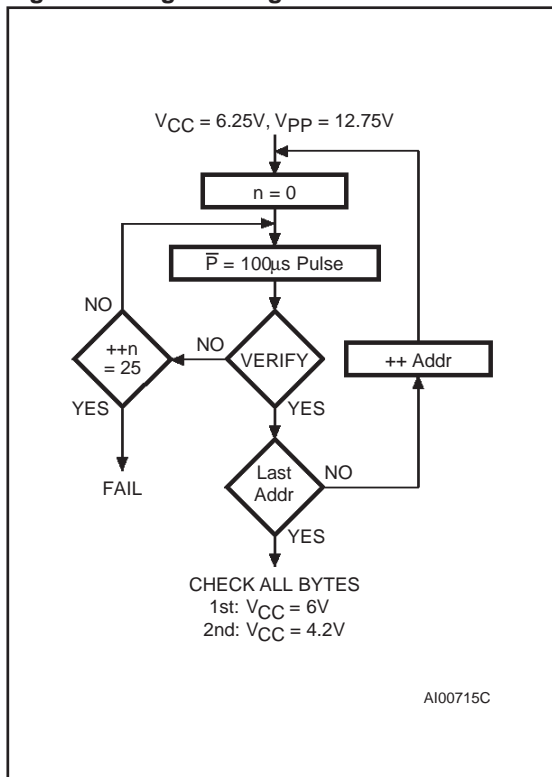 VCC = 6.25V, VPP = 12.75V
n = 0
P̅ = 100µs Pulse
NO
++n
= 25
NO
VERIFY
++ Addr
YES
YES
Last
Addr
NO
FAIL
YES
CHECK ALL BYTES
1st: VCC = 6V
2nd: VCC = 4.2V
AI00715C